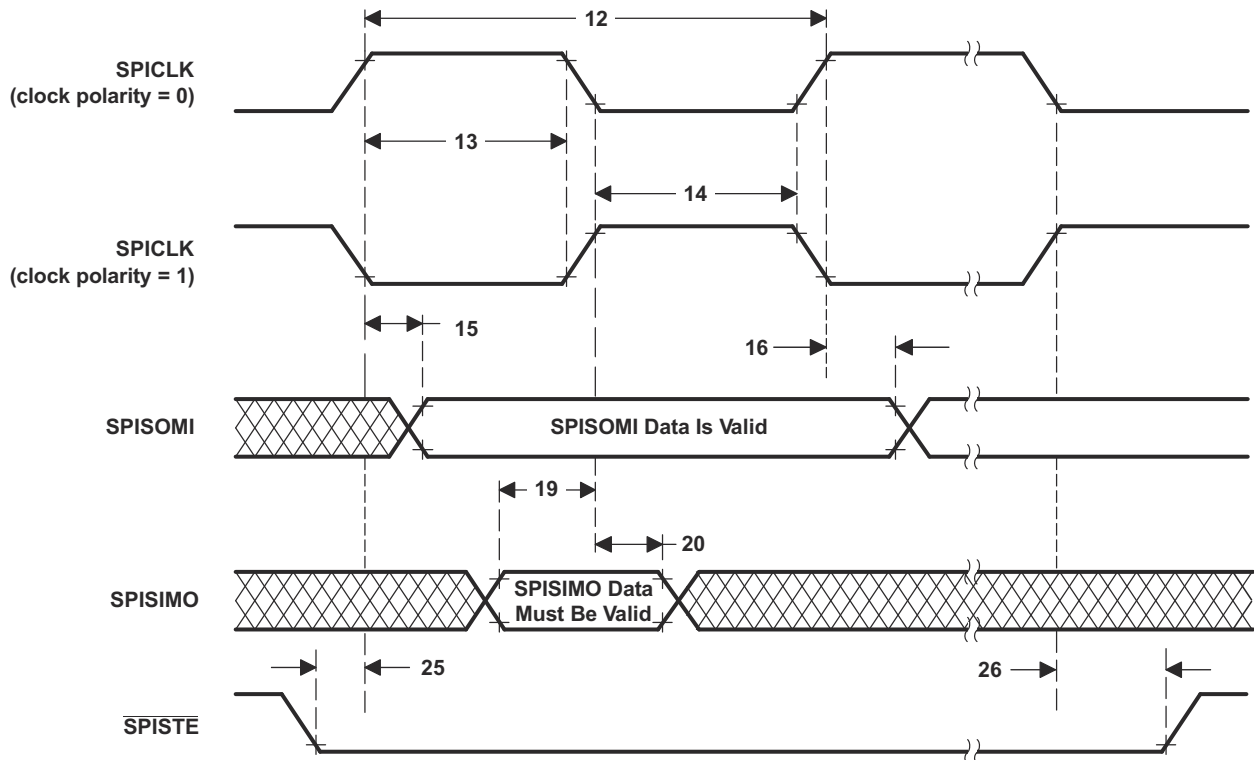 12
SPICLK
(clock polarity = 0)
13
14
SPICLK
(clock polarity = 1)
15
16
SPISOMI
SPISOMI Data Is Valid
19
20
SPISIMO
SPISIMO Data
Must Be Valid
25
26
SPISTE